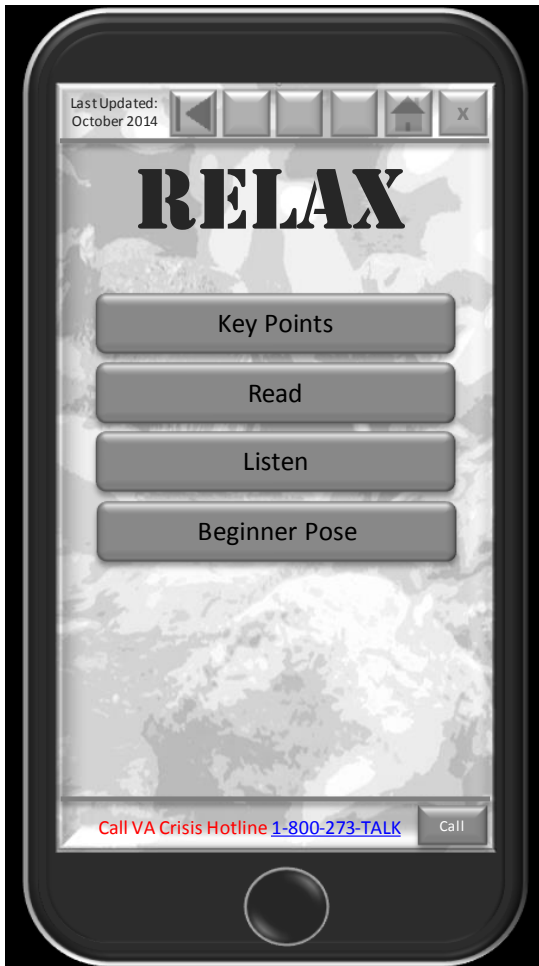 Last Updated:
October 2014
x
RELAX
Key Points
Read
Listen
Beginner Pose
Call VA Crisis Hotline 1-800-273-TALK
Call